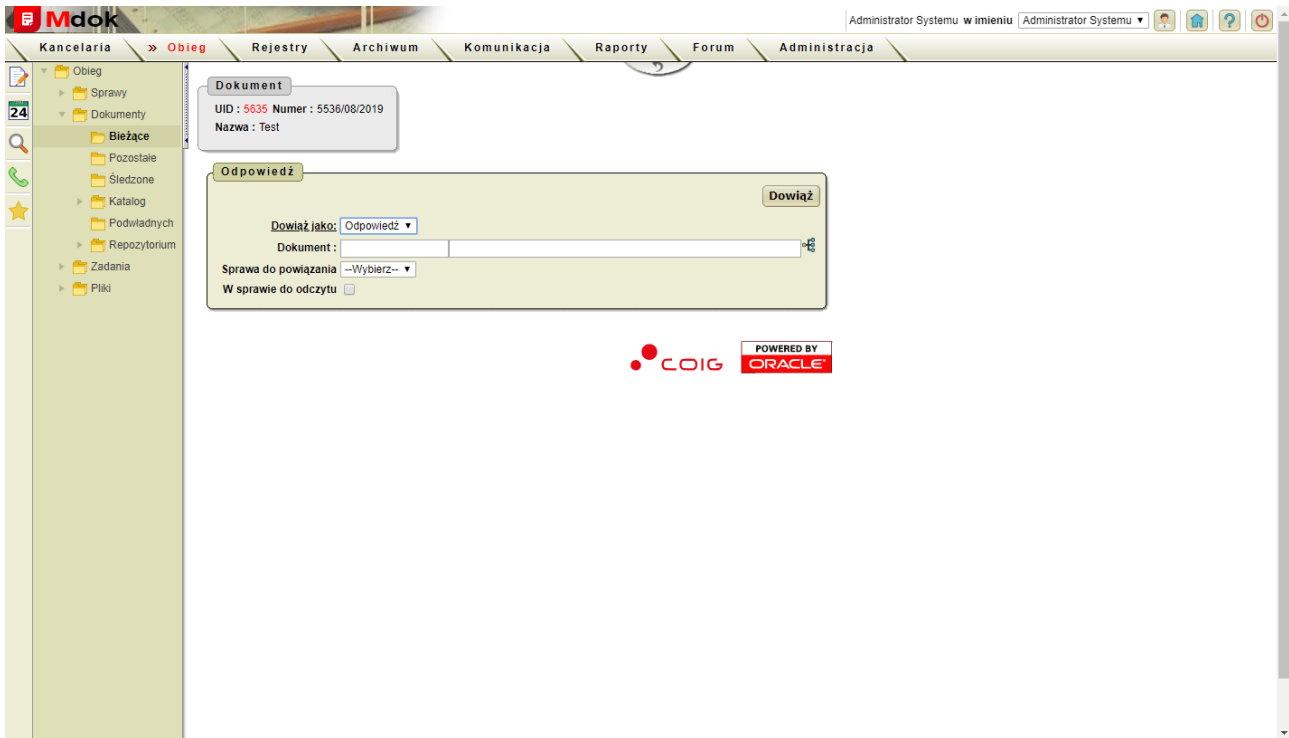 Mdok
Administrator Systemu w imieniu Administrator Systemu
Kancelaria » Obieg Rejestry Archiwum Komunikacja Raporty Forum Administracja
24
Obieg
Sprawy
Dokumenty
Bieżące
Pozostałe
Śledzone
Katalog
Podwładnych
Repozytorium
Zadania
Pliki
Dokument
UID : 5635 Numer : 5536/08/2019
Nazwa : Test
Odpowiedź
Dowiąż
Dowiąż jako: Odpowiedź
Dokument :
Sprawa do powiązania --Wybierz--
W sprawie do odczytu
COIG
POWERED BY
ORACLE